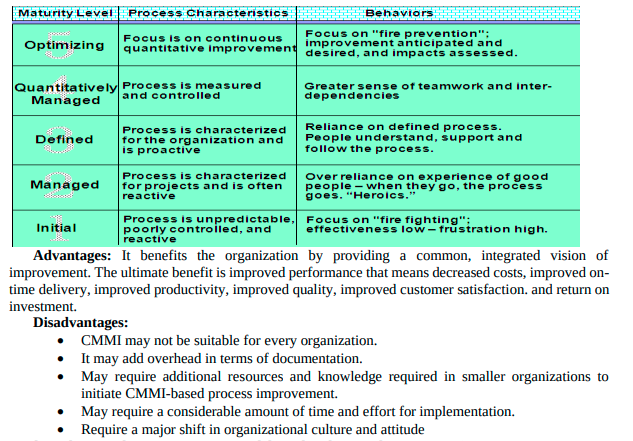 Maturity Level Process Characteristics Behaviors
5
Optimizing
Focus is on continuous
quantitative improvement
Focus on "fire prevention";
improvement anticipated and
desired, and impacts assessed.
4
Quantitatively
Managed
Process is measured
and controlled
Greater sense of teamwork and inter-
dependencies
3
Defined
Process is characterized
for the organization and
is proactive
Reliance on defined process.
People understand, support and
follow the process.
2
Managed
Process is characterized
for projects and is often
reactive
Over reliance on experience of good
people – when they go, the process
goes. “Heroics.”
1
Initial
Process is unpredictable,
poorly controlled, and
reactive
Focus on "fire fighting";
effectiveness low – frustration high.
Advantages: It benefits the organization by providing a common, integrated vision of
improvement. The ultimate benefit is improved performance that means decreased costs, improved on-
time delivery, improved productivity, improved quality, improved customer satisfaction. and return on
investment.
Disadvantages:
• CMMI may not be suitable for every organization.
• It may add overhead in terms of documentation.
• May require additional resources and knowledge required in smaller organizations to
initiate CMMI-based process improvement.
• May require a considerable amount of time and effort for implementation.
• Require a major shift in organizational culture and attitude